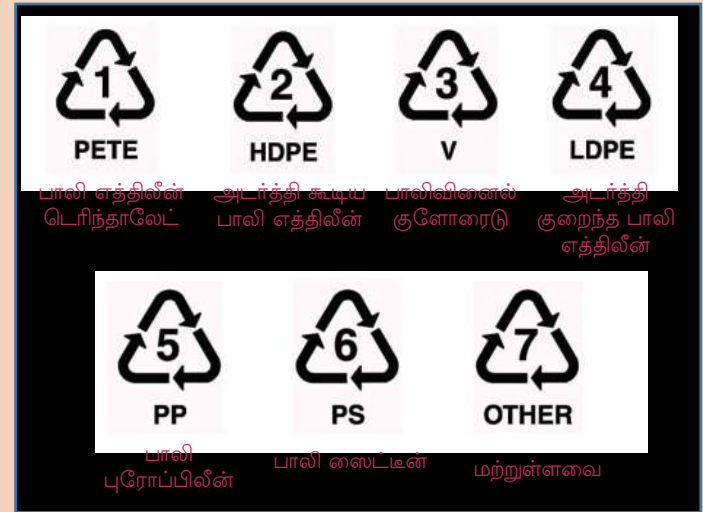 1 2 3 4
PETE HDPE V LDPE
பாலி எத்திலீன் அடர்த்தி கூடிய பாலிவினைல் அடர்த்தி
டெரிந்தாலேட் பாலி எத்திலீன் குளோரைடு குறைந்த பாலி
எத்திலீன்
5 6 7
PP PS OTHER
பாலி பாலி ஸைட்டீன் மற்றுள்ளவை
புரோப்பிலீன்